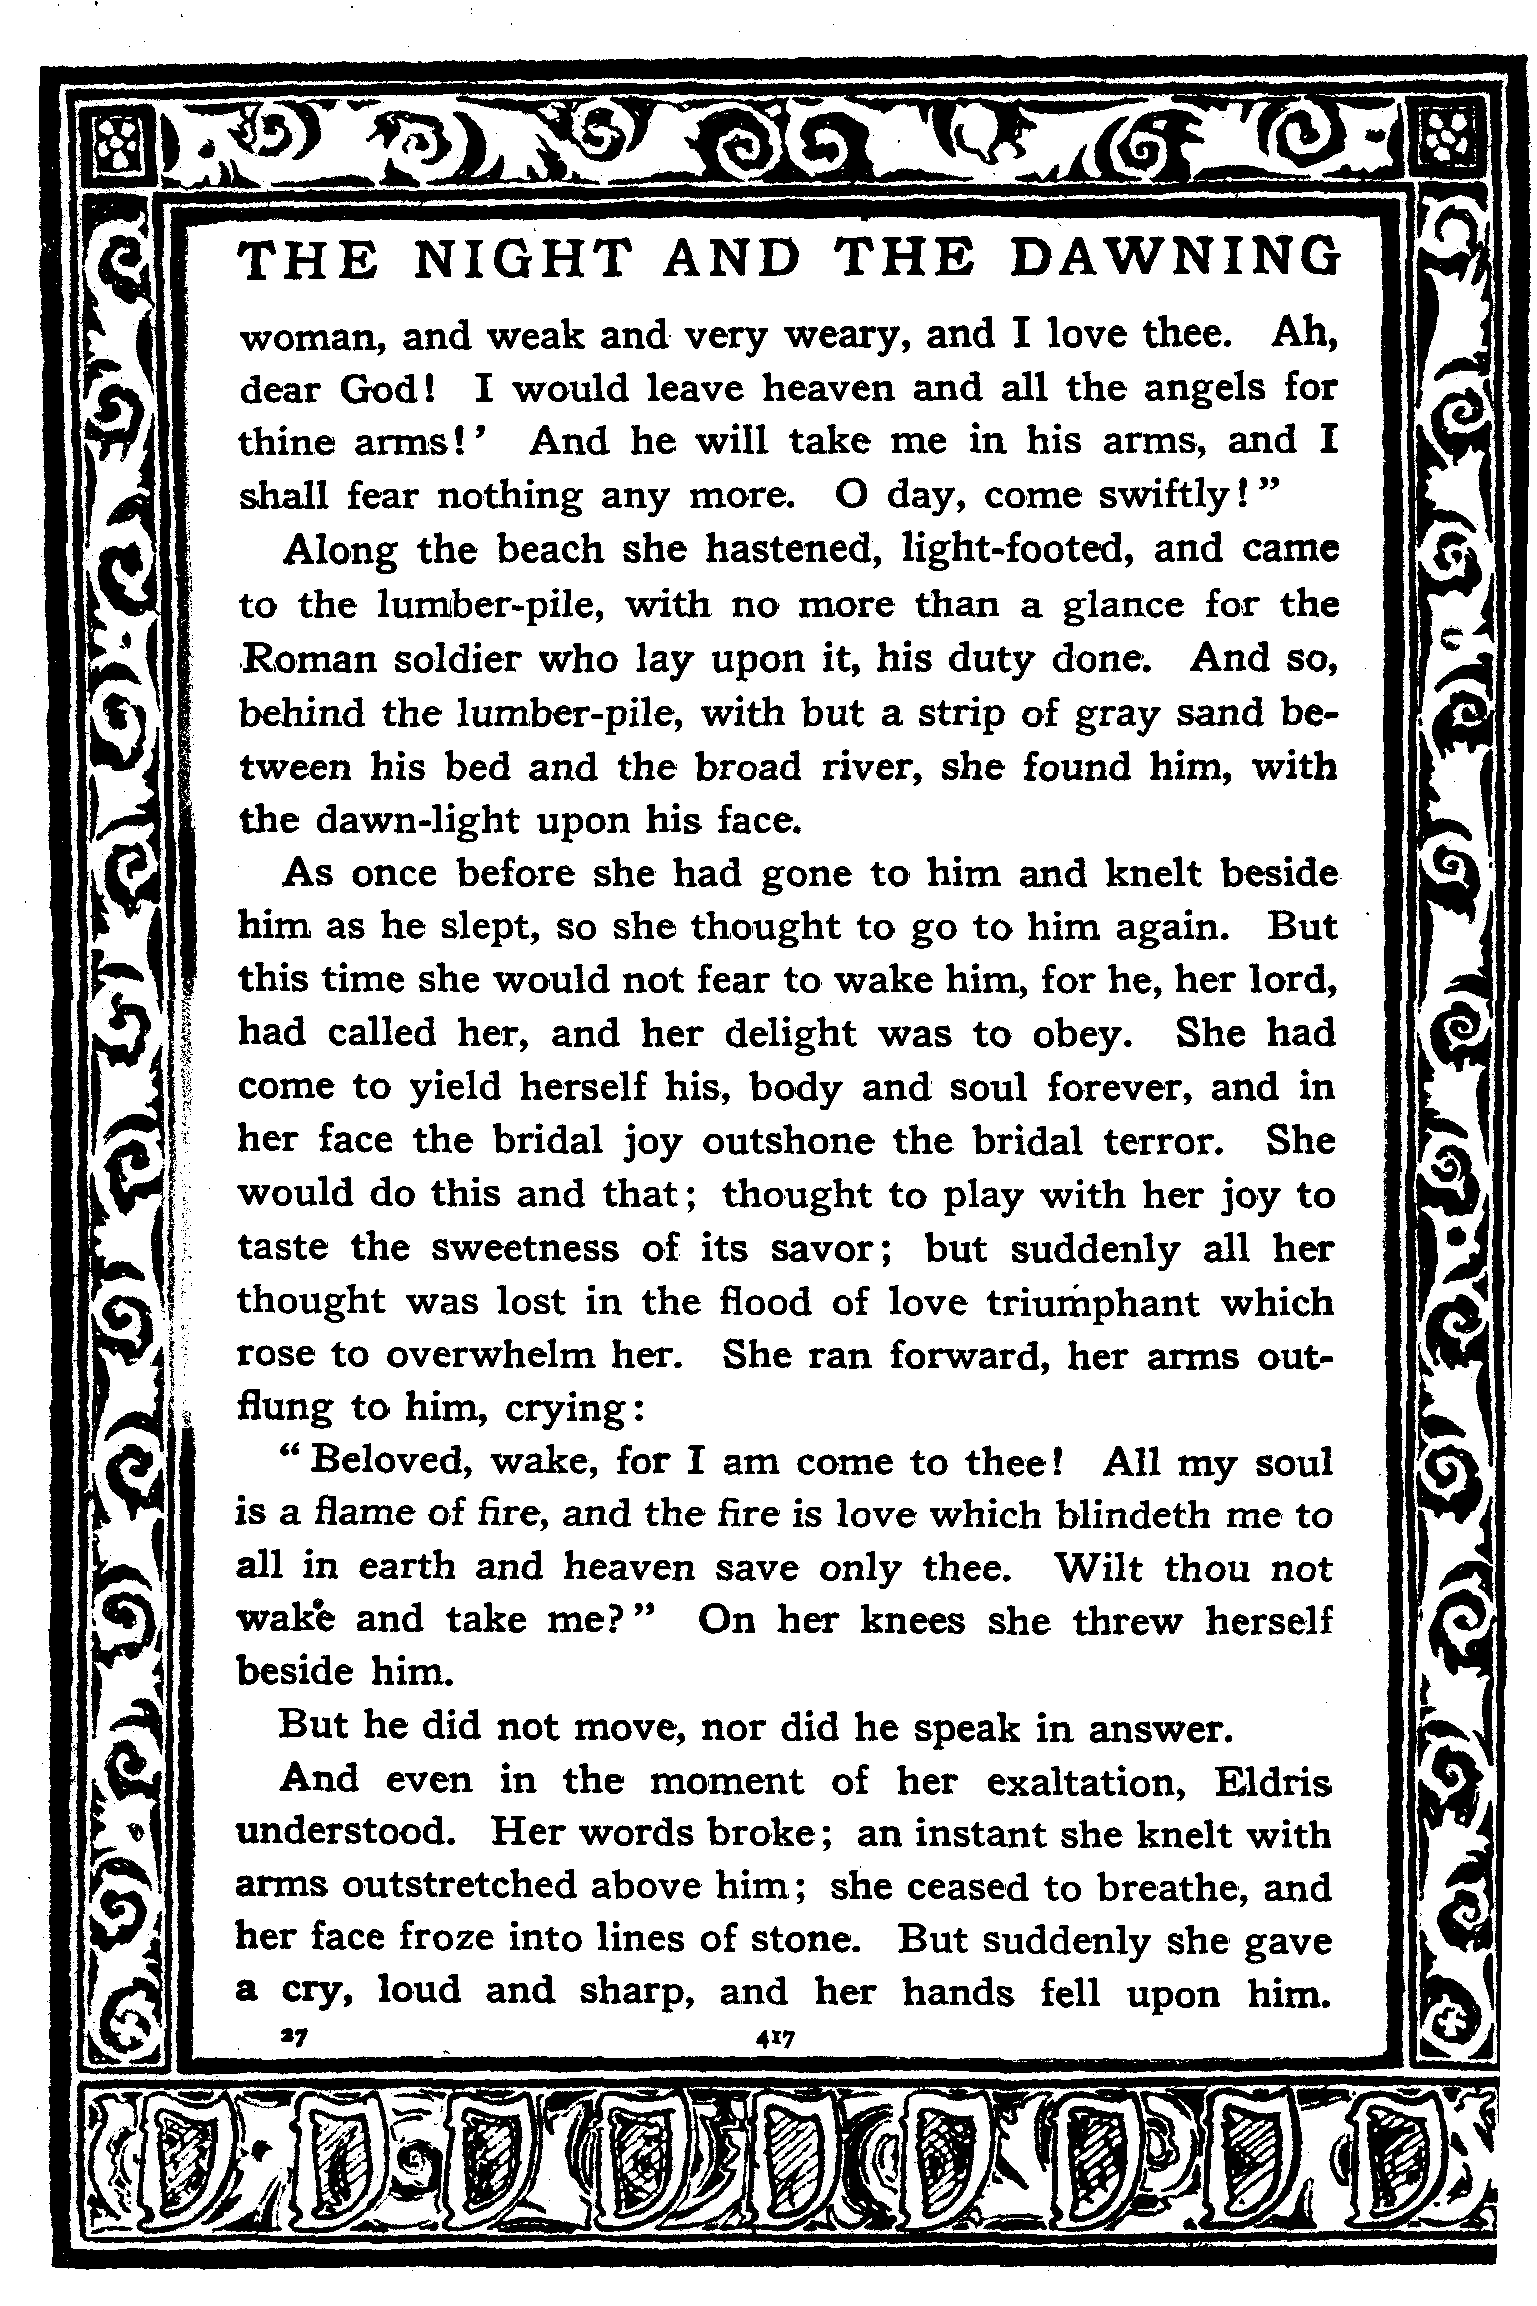 THE NIGHT AND THE DAWNING
woman, and weak and very weary, and I love thee. Ah,
dear God! I would leave heaven and all the angels for
thine arms!’ And he will take me in his arms, and I
shall fear nothing any more. O day, come swiftly!”
Along the beach she hastened, light-footed, and came
to the lumber-pile, with no more than a glance for the
Roman soldier who lay upon it, his duty done. And so,
behind the lumber-pile, with but a strip of gray sand be-
tween his bed and the broad river, she found him, with
the dawn-light upon his face.
As once before she had gone to him and knelt beside
him as he slept, so she thought to go to him again. But
this time she would not fear to wake him, for he, her lord,
had called her, and her delight was to obey. She had
come to yield herself his, body and soul forever, and in
her face the bridal joy outshone the bridal terror. She
would do this and that; thought to play with her joy to
taste the sweetness of its savor; but suddenly all her
thought was lost in the flood of love triumphant which
rose to overwhelm her. She ran forward, her arms out-
flung to him, crying:
“Beloved, wake, for I am come to thee! All my soul
is a flame of fire, and the fire is love which blindeth me to
all in earth and heaven save only thee. Wilt thou not
wake and take me?” On her knees she threw herself
beside him.
But he did not move, nor did he speak in answer.
And even in the moment of her exaltation, Eldris
understood. Her words broke; an instant she knelt with
arms outstretched above him; she ceased to breathe, and
her face froze into lines of stone. But suddenly she gave
a cry, loud and sharp, and her hands fell upon him.
27 417